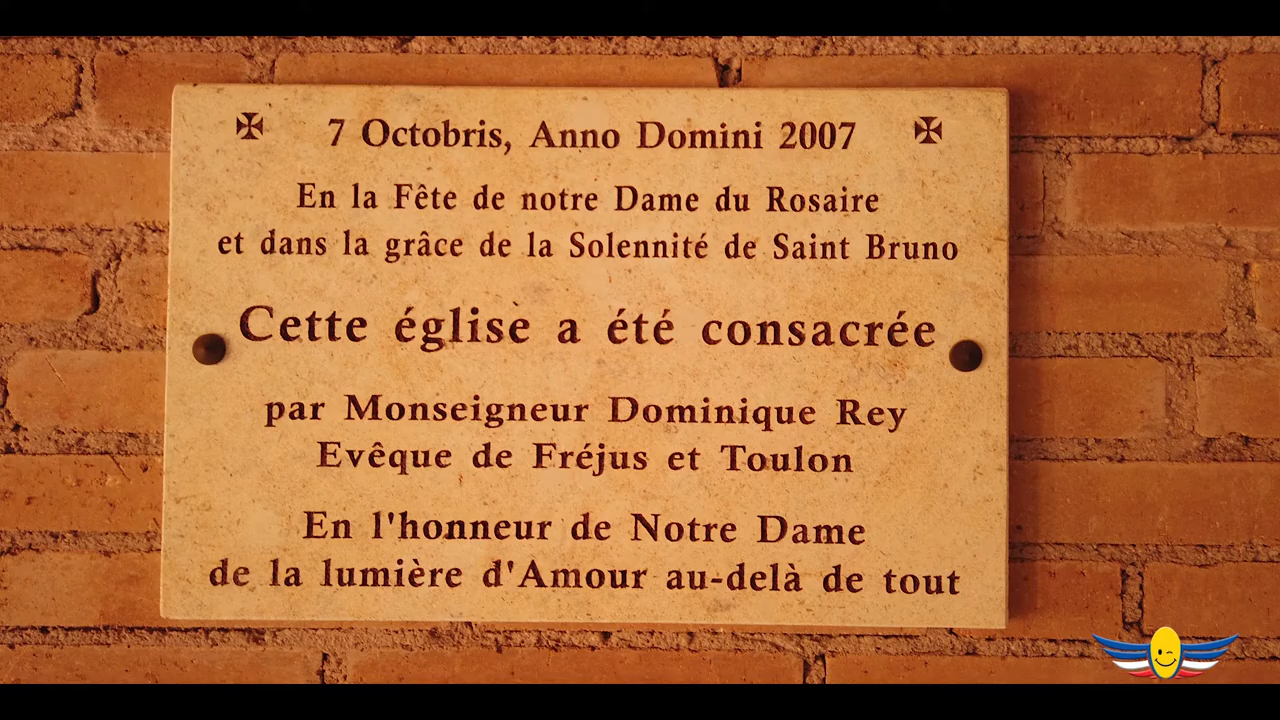 ✠ 7 Octobris, Anno Domini 2007 ✠
En la Fête de notre Dame du Rosaire
et dans la grâce de la Solennité de Saint Bruno
Cette église a été consacrée
par Monseigneur Dominique Rey
Evêque de Fréjus et Toulon
En l'honneur de Notre Dame
de la lumière d'Amour au-delà de tout